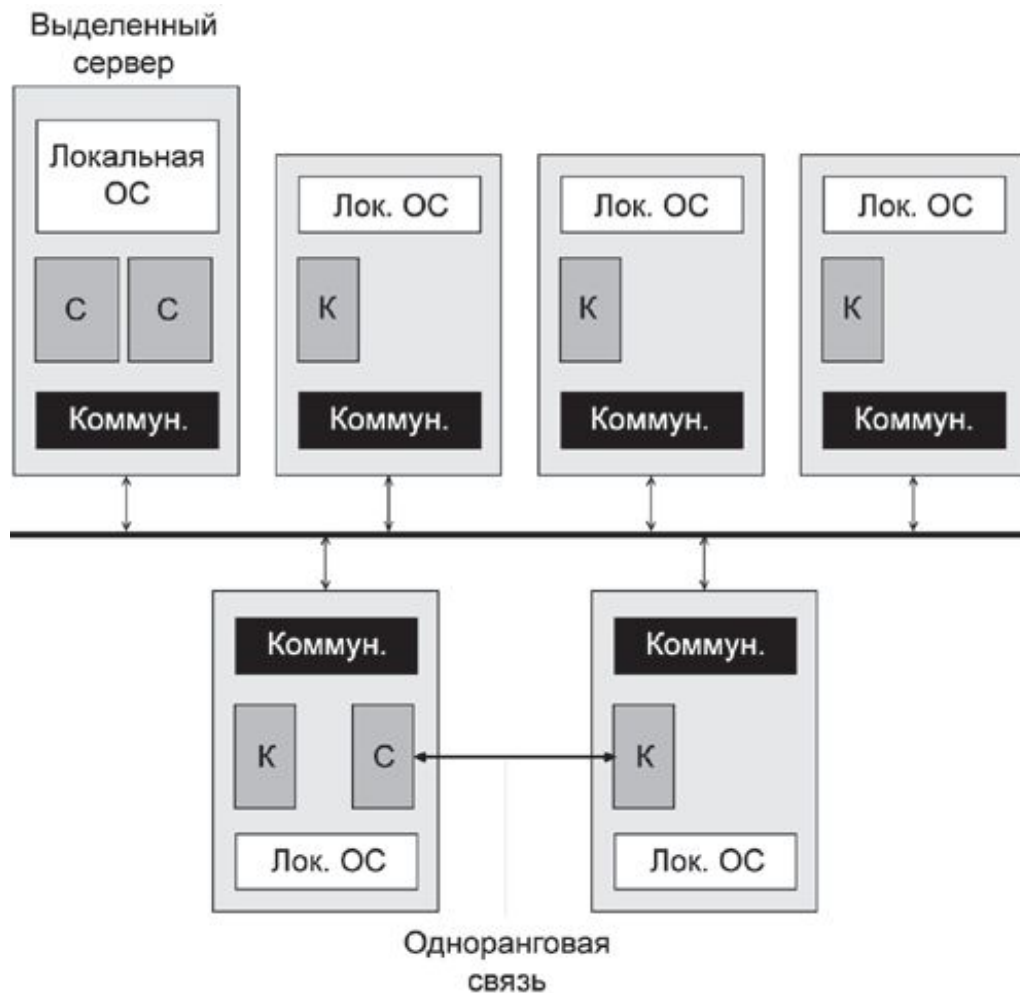 Выделенный
сервер
Локальная
ОС
Лок. ОС
Лок. ОС
Лок. ОС
С
С
К
К
К
Коммун.
Коммун.
Коммун.
Коммун.
Коммун.
Коммун.
К
С
К
Лок. ОС
Лок. ОС
Одноранговая
связь